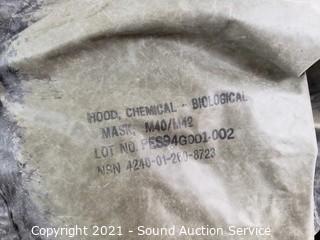 HOOD, CHEMICAL - BIOLOGICAL
MASK, M40/M42
LOT NO PES94G001-002
NSN 4240-01-260-8723
Copyright 2021 - Sound Auction Service